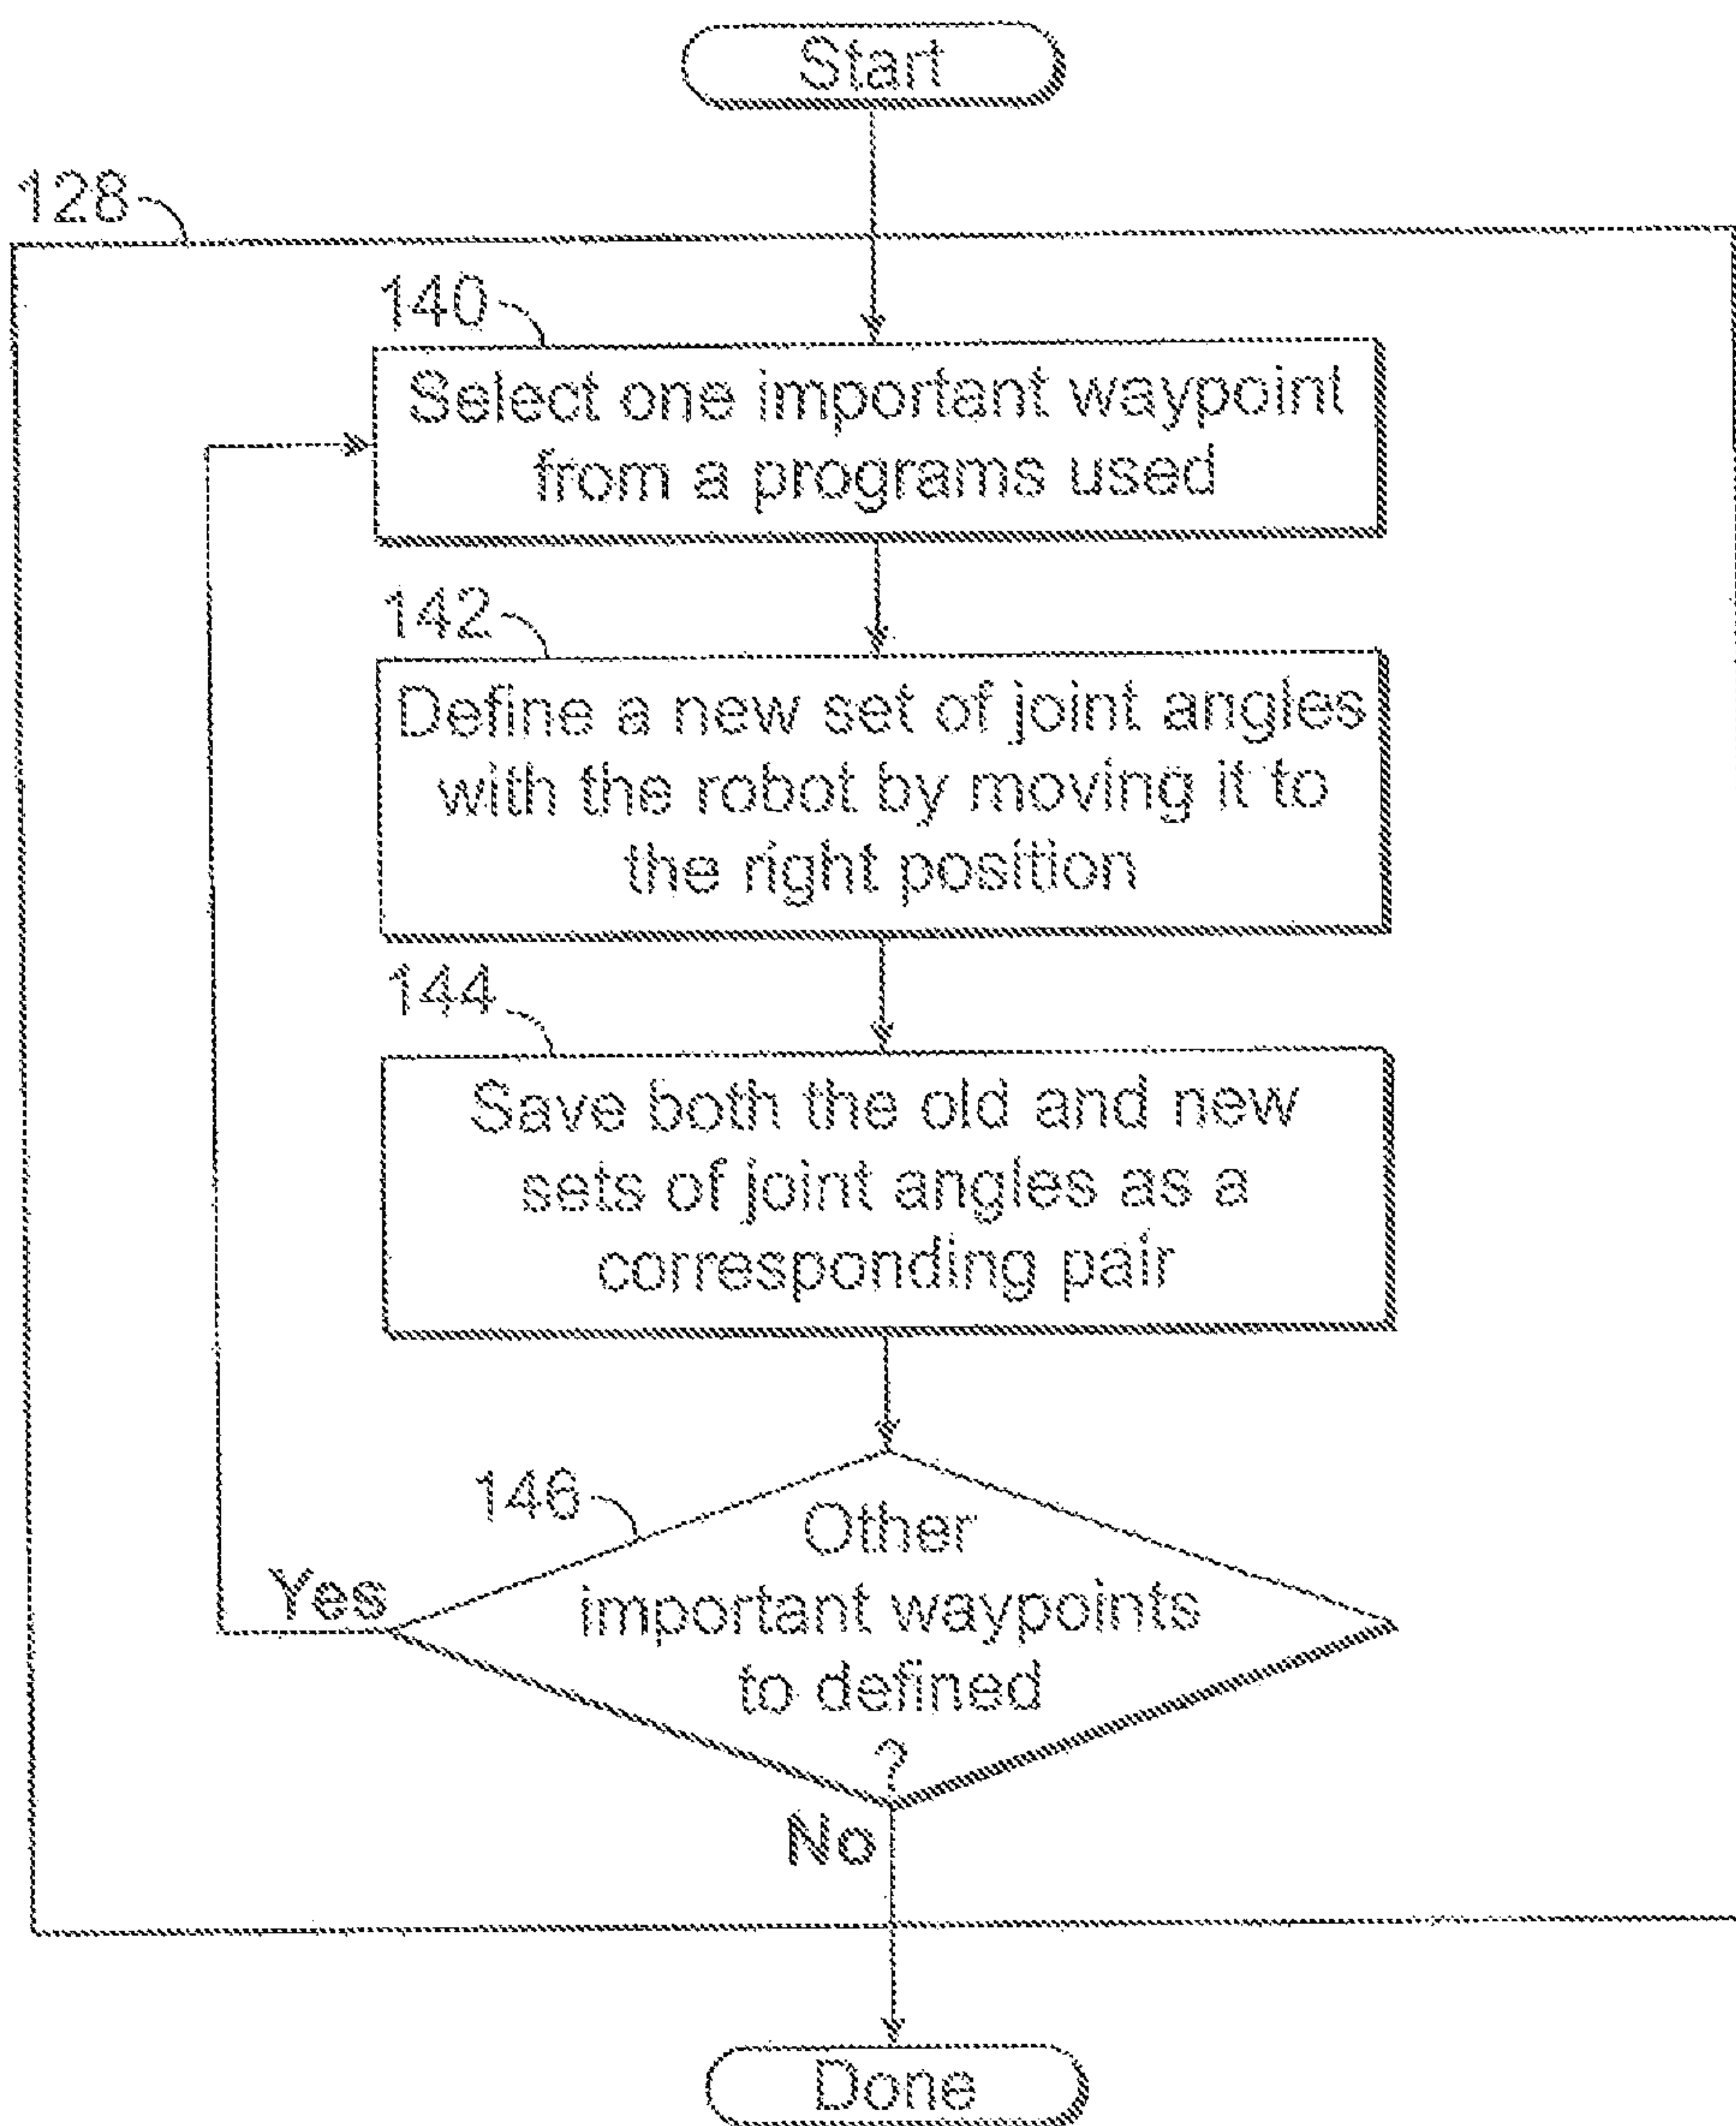 Start
128
140
Select one important waypoint
from a programs used
142
Define a new set of joint angles
with the robot by moving it to
the right position
144
Save both the old and new
sets of joint angles as a
corresponding pair
146
Other
important waypoints
to defined
?
Yes
No
Done